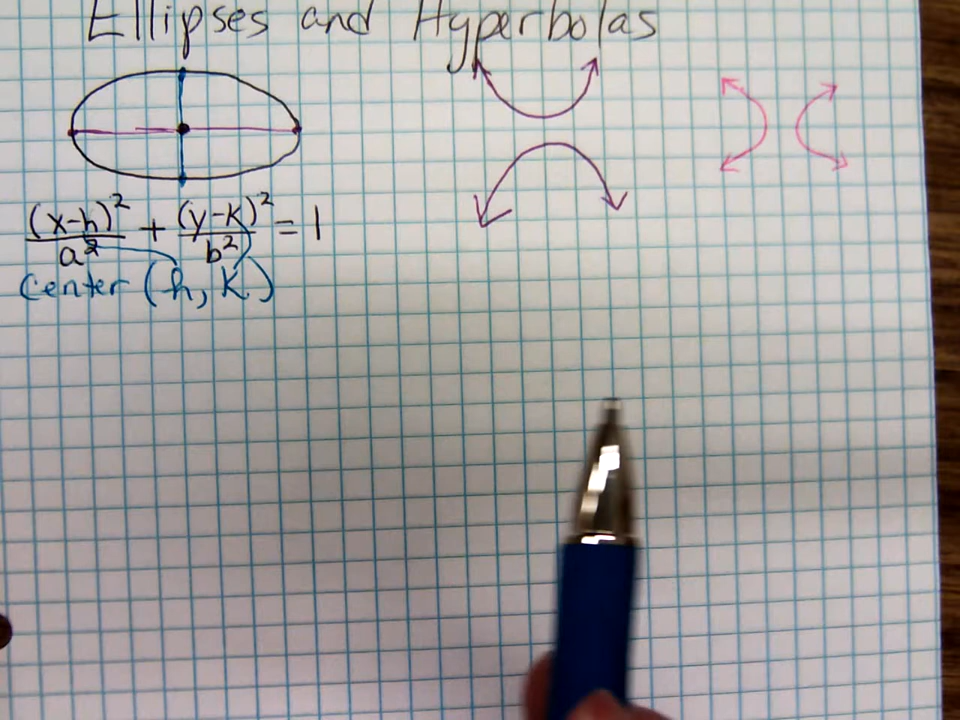 Ellipses and Hyperbolas
(x-h)²/a² + (y-k)²/b² = 1
Center (h, k)